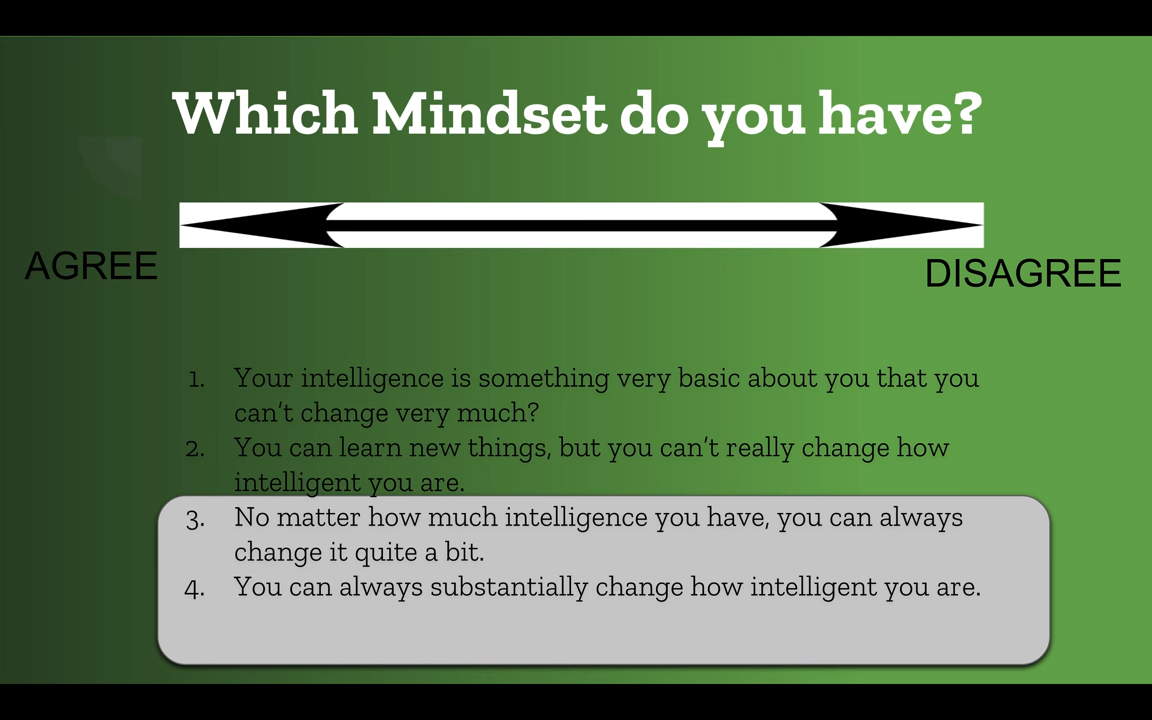 Which Mindset do you have?
AGREE
DISAGREE
1. Your intelligence is something very basic about you that you
can’t change very much?
2. You can learn new things, but you can’t really change how
intelligent you are.
3. No matter how much intelligence you have, you can always
change it quite a bit.
4. You can always substantially change how intelligent you are.